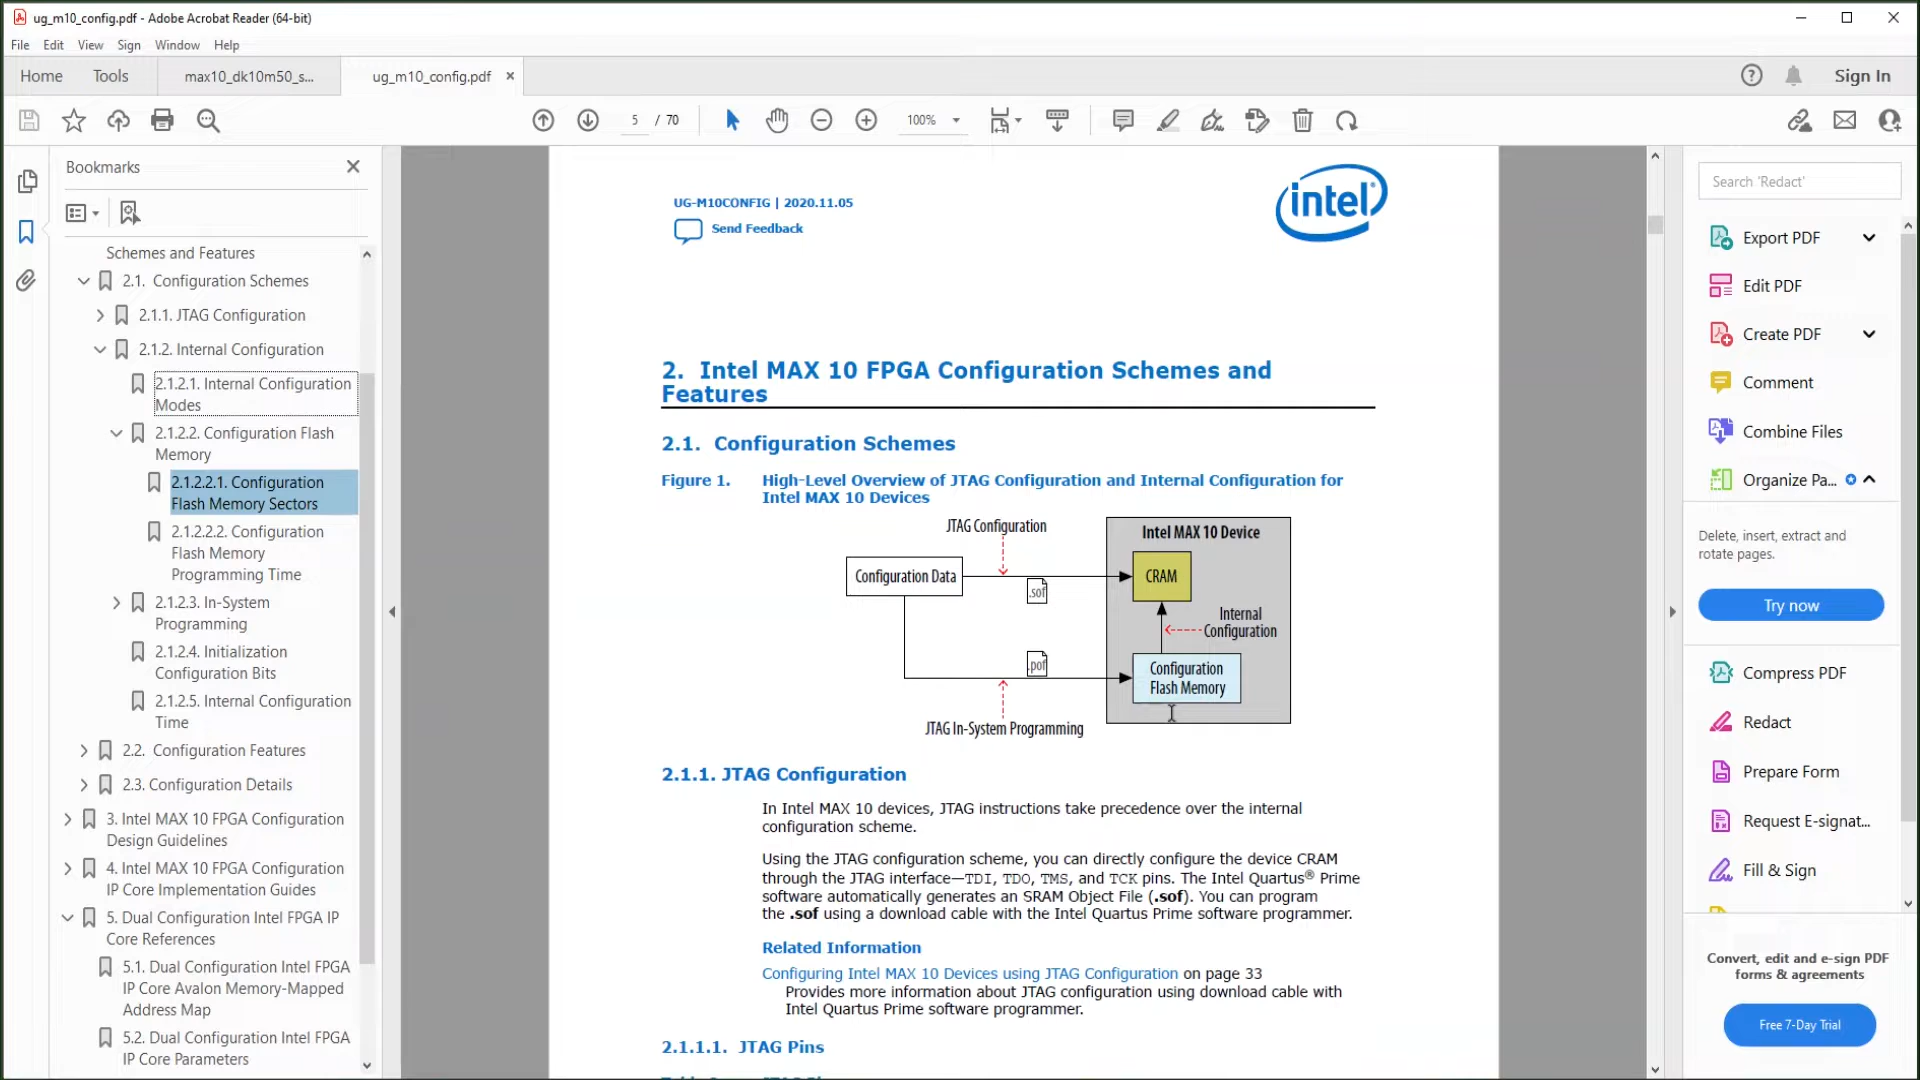 ug_m10_config.pdf - Adobe Acrobat Reader (64-bit)
File Edit View Sign Window Help
Home Tools max10_dk10m50_s... ug_m10_config.pdf × Sign In
5 / 70 100%
Bookmarks
Schemes and Features
2.1. Configuration Schemes
2.1.1. JTAG Configuration
2.1.2. Internal Configuration
2.1.2.1. Internal Configuration
Modes
2.1.2.2. Configuration Flash
Memory
2.1.2.2.1. Configuration
Flash Memory Sectors
2.1.2.2.2. Configuration
Flash Memory
Programming Time
2.1.2.3. In-System
Programming
2.1.2.4. Initialization
Configuration Bits
2.1.2.5. Internal Configuration
Time
2.2. Configuration Features
2.3. Configuration Details
3. Intel MAX 10 FPGA Configuration
Design Guidelines
4. Intel MAX 10 FPGA Configuration
IP Core Implementation Guides
5. Dual Configuration Intel FPGA IP
Core References
5.1. Dual Configuration Intel FPGA
IP Core Avalon Memory-Mapped
Address Map
5.2. Dual Configuration Intel FPGA
IP Core Parameters
UG-M10CONFIG | 2020.11.05
Send Feedback
intel®
2. Intel MAX 10 FPGA Configuration Schemes and
Features
2.1. Configuration Schemes
Figure 1. High-Level Overview of JTAG Configuration and Internal Configuration for
Intel MAX 10 Devices
JTAG Configuration
Intel MAX 10 Device
Configuration Data
.sof
CRAM
Internal
Configuration
.pof
Configuration
Flash Memory
JTAG In-System Programming
2.1.1. JTAG Configuration
In Intel MAX 10 devices, JTAG instructions take precedence over the internal
configuration scheme.
Using the JTAG configuration scheme, you can directly configure the device CRAM
through the JTAG interface—TDI, TDO, TMS, and TCK pins. The Intel Quartus® Prime
software automatically generates an SRAM Object File (.sof). You can program
the .sof using a download cable with the Intel Quartus Prime software programmer.
Related Information
Configuring Intel MAX 10 Devices using JTAG Configuration on page 33
Provides more information about JTAG configuration using download cable with
Intel Quartus Prime software programmer.
2.1.1.1. JTAG Pins
Search 'Redact'
Export PDF
Edit PDF
Create PDF
Comment
Combine Files
Organize Pa...
Delete, insert, extract and
rotate pages.
Try now
Compress PDF
Redact
Prepare Form
Request E-signat...
Fill & Sign
Convert, edit and e-sign PDF
forms & agreements
Free 7-Day Trial